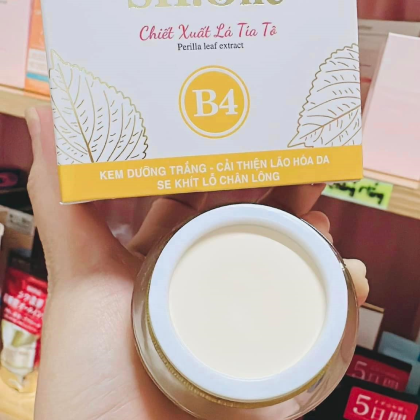 Chiết Xuất Lá Tía Tô
Perilla leaf extract
B4
KEM DƯỠNG TRẮNG - CẢI THIỆN LÃO HÓA DA
SE KHÍT LỖ CHÂN LÔNG